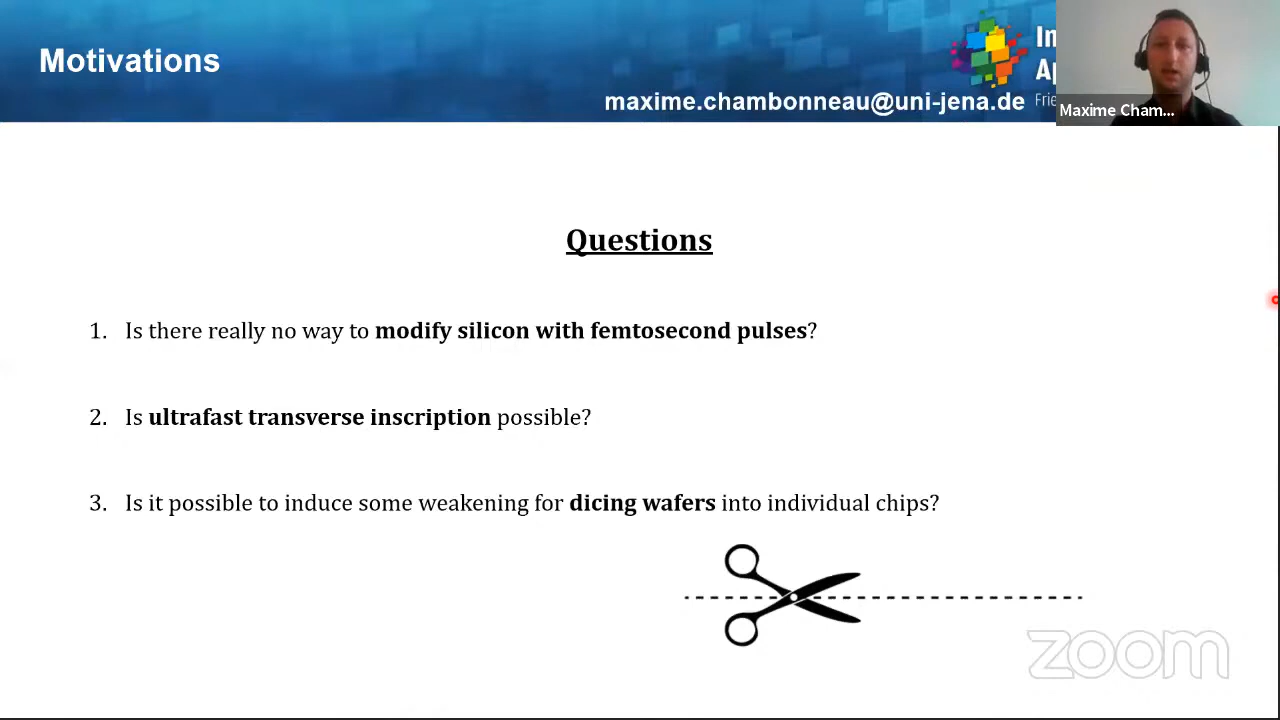 Motivations
maxime.chambonneau@uni-jena.de
Maxime Cham...
Questions
1. Is there really no way to modify silicon with femtosecond pulses?
2. Is ultrafast transverse inscription possible?
3. Is it possible to induce some weakening for dicing wafers into individual chips?
zoom